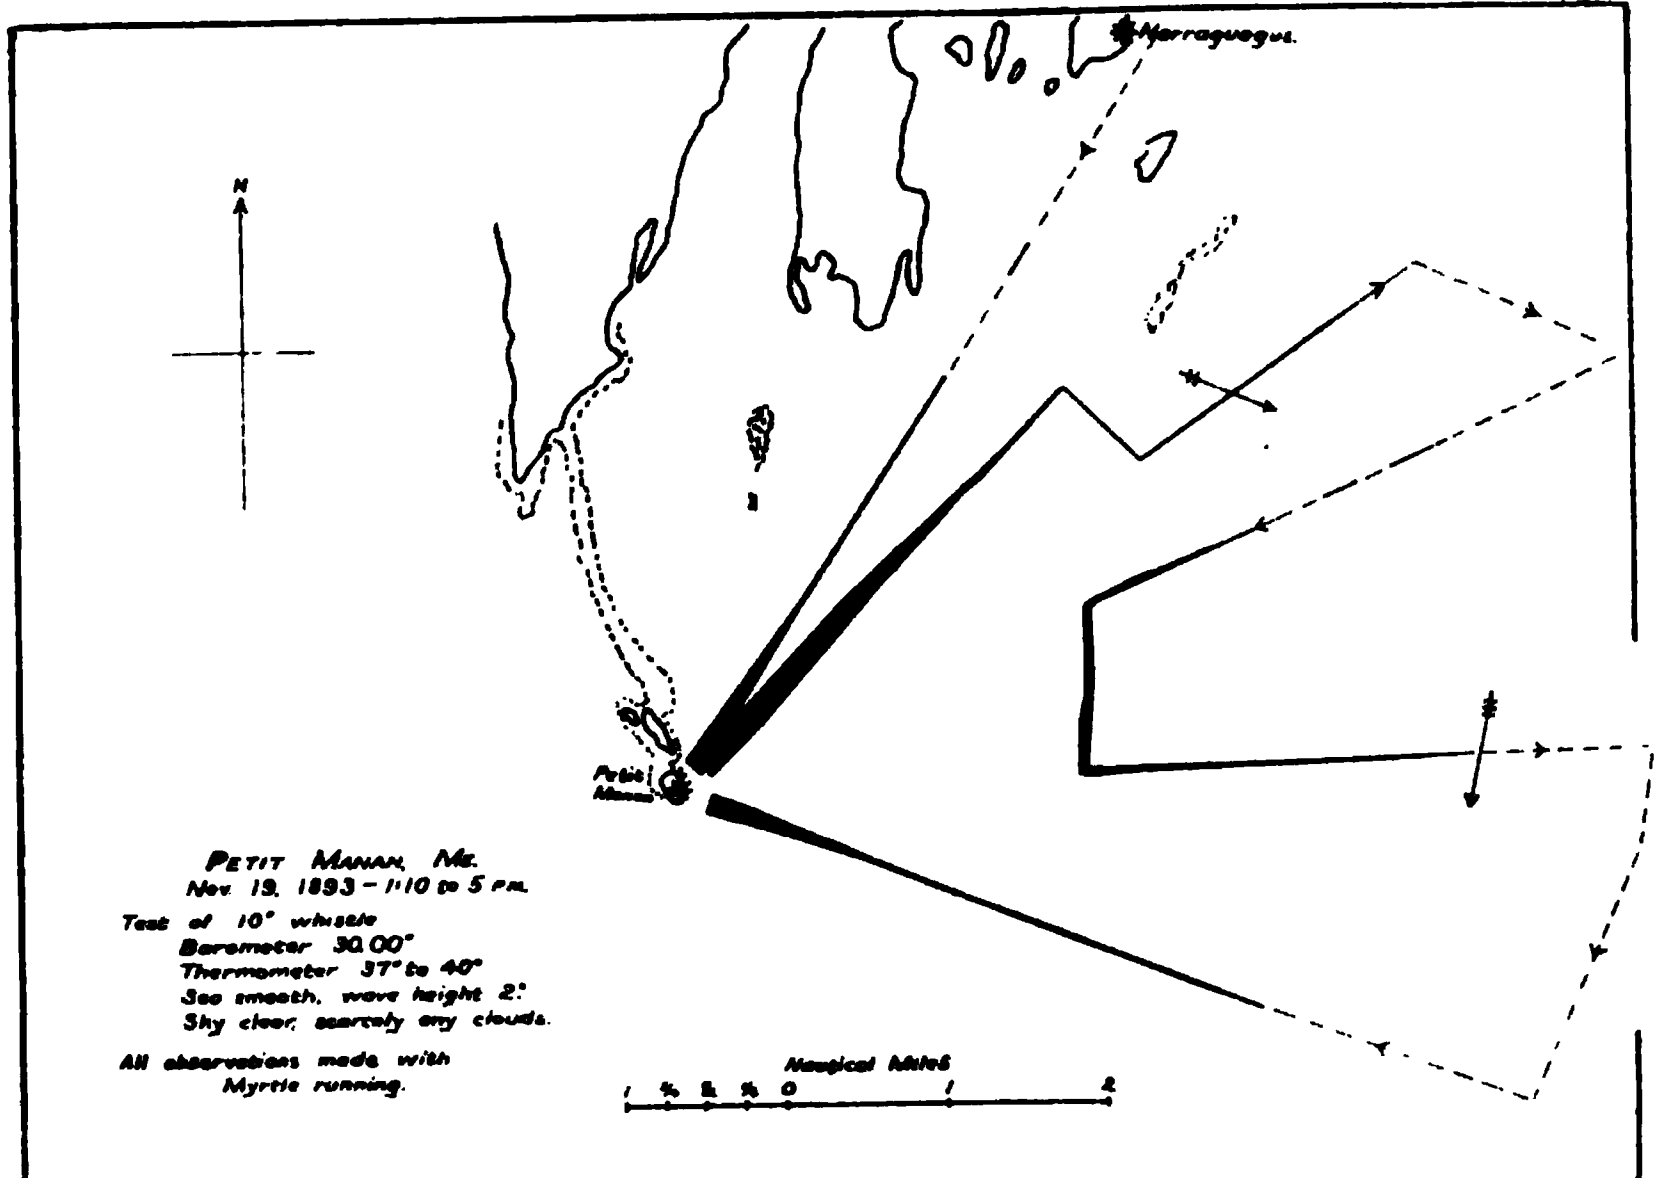 Narraguagus.
N
Petit
Manan
PETIT MANAN, ME.
Nov. 19, 1893 – 1:10 to 5 P.M.
Test of 10" whistle
Barometer 30.00"
Thermometer 37° to 40°
Sea smooth, wave height 2."
Sky clear, scarcely any clouds.
All observations made with
Myrtle running.
Nautical Miles
1 ¾ ½ ¼ 0 1 2